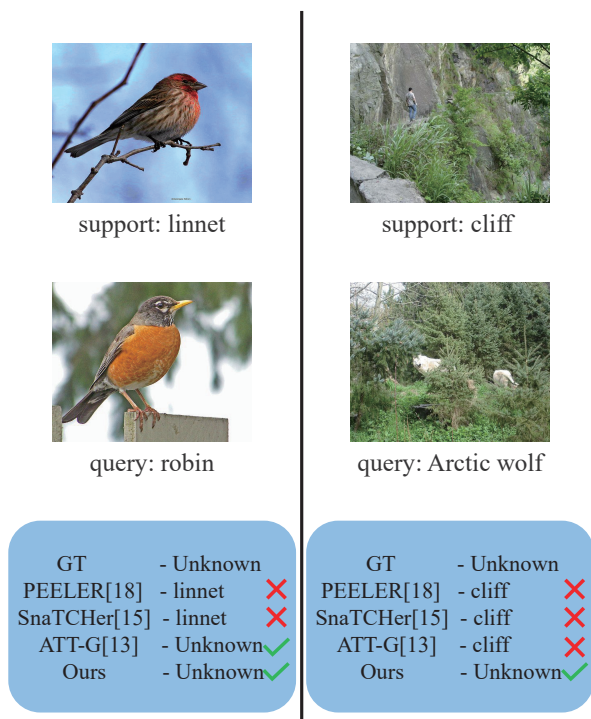 support: linnet
query: robin
GT - Unknown
PEELER[18] - linnet
SnaTCHer[15] - linnet
ATT-G[13] - Unknown
Ours - Unknown
support: cliff
query: Arctic wolf
GT - Unknown
PEELER[18] - cliff
SnaTCHer[15] - cliff
ATT-G[13] - cliff
Ours - Unknown